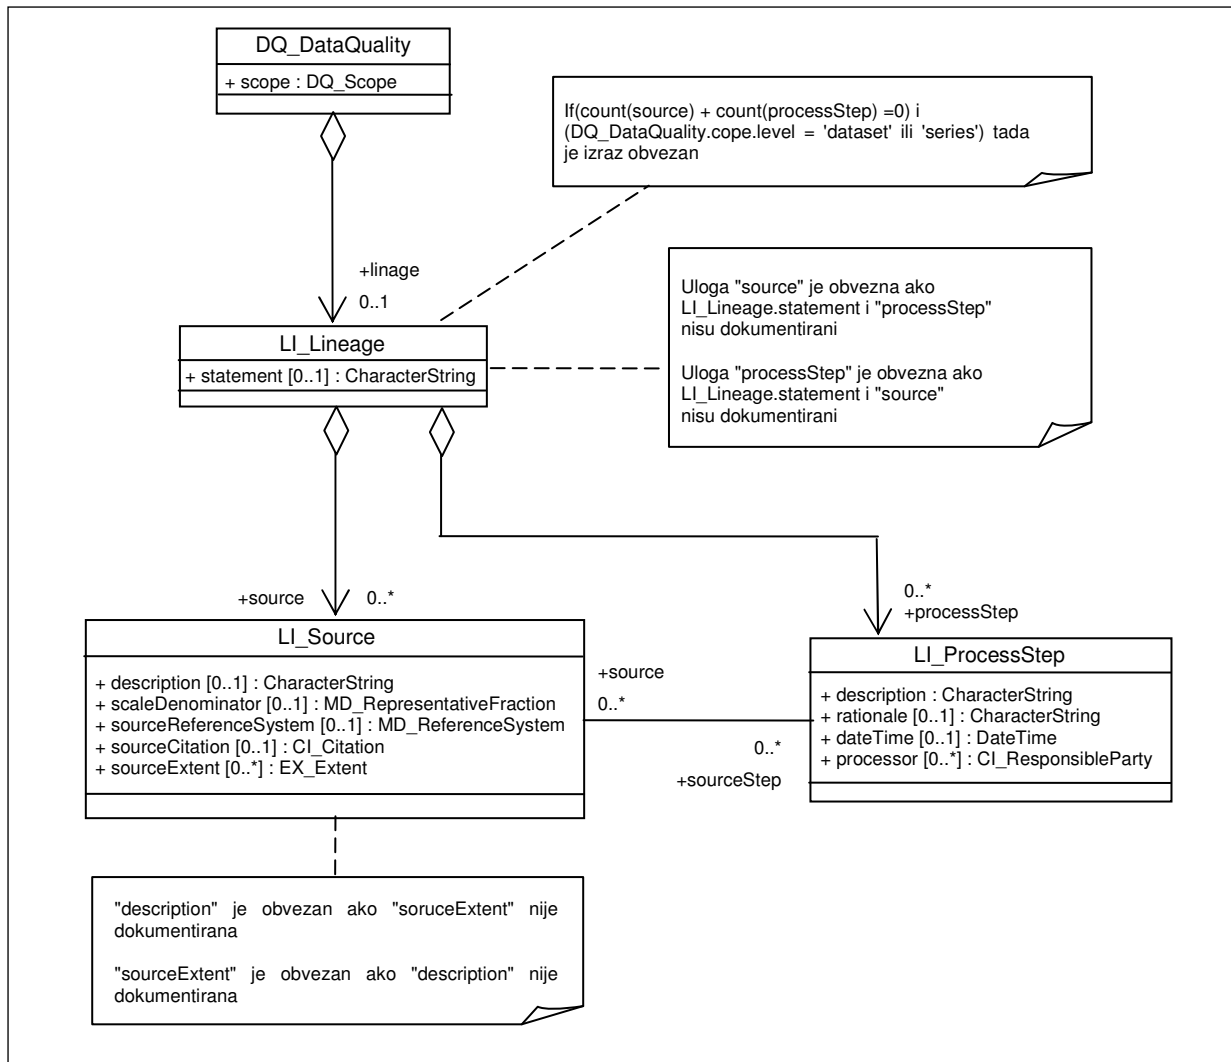 DQ_DataQuality
+ scope : DQ_Scope
If(count(source) + count(processStep) =0) i
(DQ_DataQuality.cope.level = 'dataset' ili 'series') tada
je izraz obvezan
+linage
0..1
Uloga "source" je obvezna ako
LI_Lineage.statement i "processStep"
nisu dokumentirani
Uloga "processStep" je obvezna ako
LI_Lineage.statement i "source"
nisu dokumentirani
LI_Lineage
+ statement [0..1] : CharacterString
+source
0..*
0..*
+processStep
LI_Source
+ description [0..1] : CharacterString
+ scaleDenominator [0..1] : MD_RepresentativeFraction
+ sourceReferenceSystem [0..1] : MD_ReferenceSystem
+ sourceCitation [0..1] : CI_Citation
+ sourceExtent [0..*] : EX_Extent
+source
0..*
0..*
+sourceStep
LI_ProcessStep
+ description : CharacterString
+ rationale [0..1] : CharacterString
+ dateTime [0..1] : DateTime
+ processor [0..*] : CI_ResponsibleParty
"description" je obvezan ako "soruceExtent" nije
dokumentirana
"sourceExtent" je obvezan ako "description" nije
dokumentirana